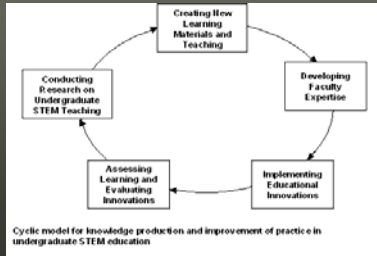 Creating New
Learning
Materials and
Teaching
Developing
Faculty
Expertise
Implementing
Educational
Innovations
Assessing
Learning and
Evaluating
Innovations
Conducting
Research on
Undergraduate
STEM Teaching
Cyclic model for knowledge production and improvement of practice in
undergraduate STEM education